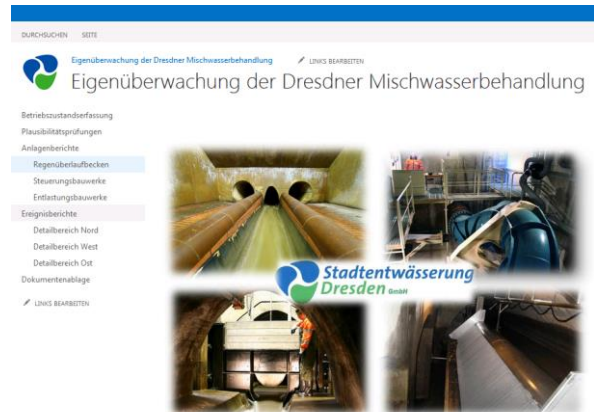 DURCHSUCHEN SEITE
Eigenüberwachung der Dresdner Mischwasserbehandlung LINKS BEARBEITEN
Eigenüberwachung der Dresdner Mischwasserbehandlung
Betriebszustandserfassung
Plausibilitätsprüfungen
Anlagenberichte
Regenüberlaufbecken
Steuerungsbauwerke
Entlastungsbauwerke
Ereignisberichte
Detailbereich Nord
Detailbereich West
Detailbereich Ost
Dokumentenablage
LINKS BEARBEITEN
Stadtentwässerung
Dresden GmbH